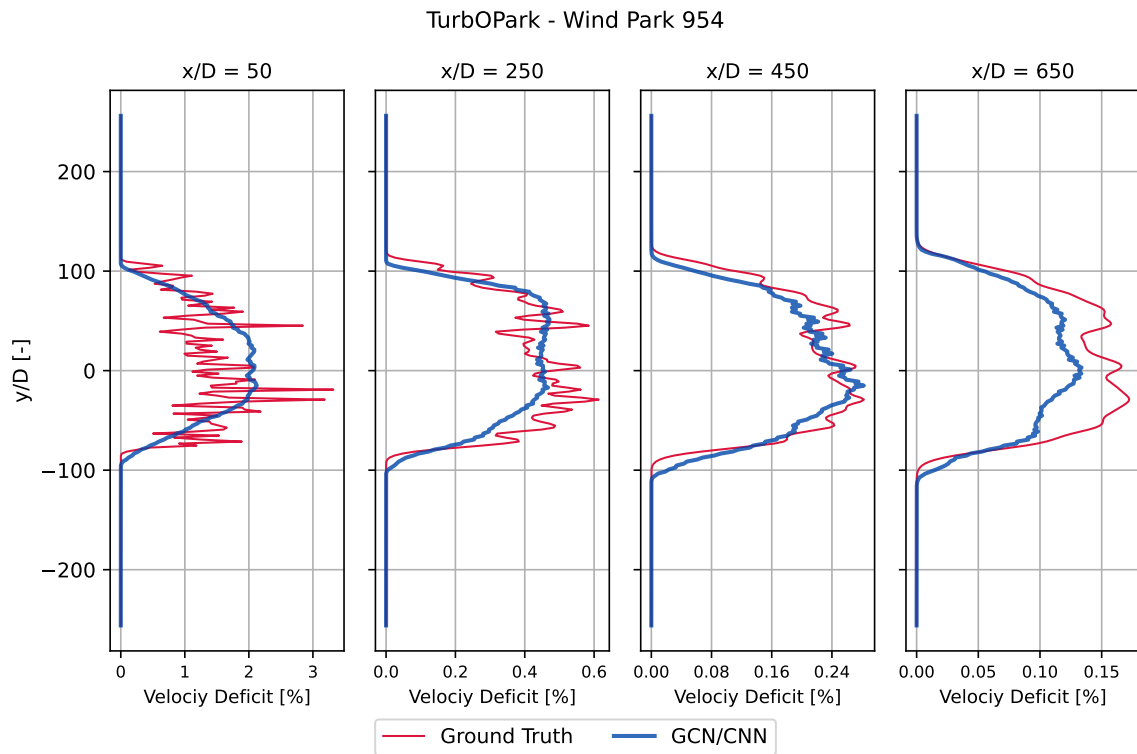 TurbOPark - Wind Park 954
x/D = 50 x/D = 250 x/D = 450 x/D = 650
y/D [-]
200
100
0
−100
−200
0 1 2 3 0.0 0.2 0.4 0.6 0.00 0.08 0.16 0.24 0.00 0.05 0.10 0.15
Velociy Deficit [%] Velociy Deficit [%] Velociy Deficit [%] Velociy Deficit [%]
Ground Truth GCN/CNN